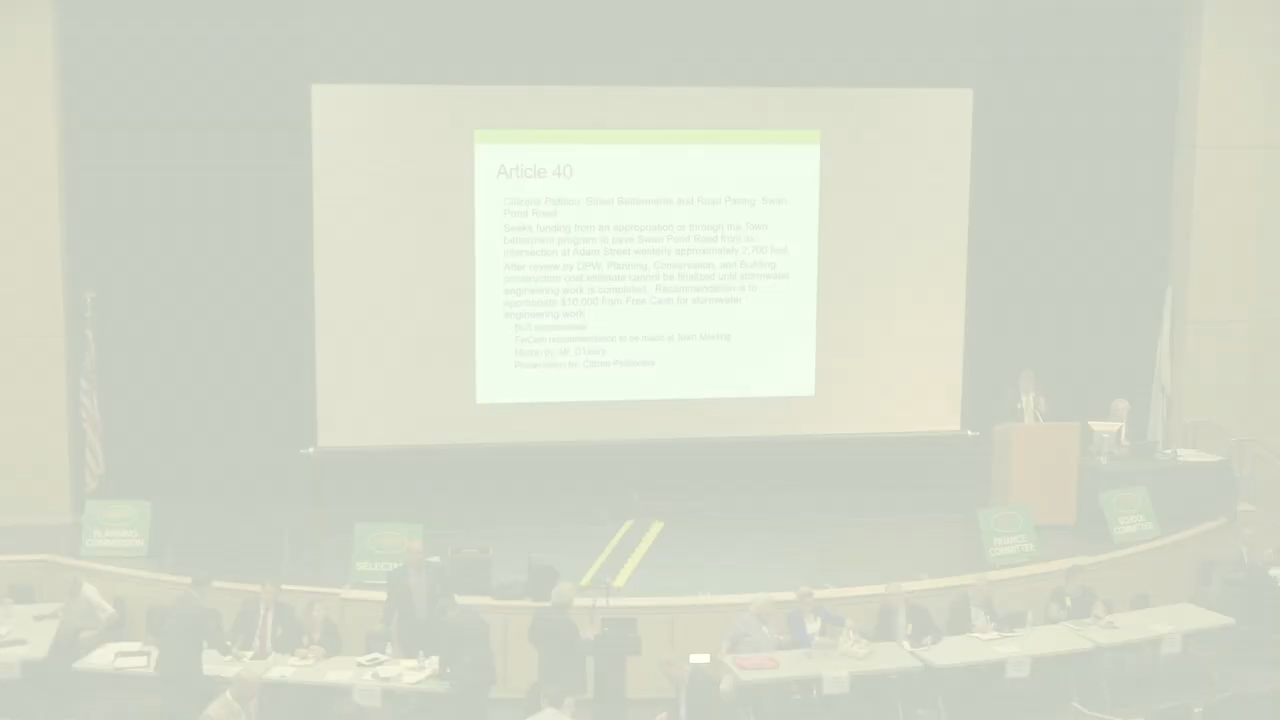 Article 40
Citizens Petition: Street Betterments and Road Paving: Swan
Pond Road
Seeks funding from an appropriation or through the Town
betterment program to pave Swan Pond Road from its
intersection at Adam Street westerly approximately 2,700 feet.
After review by DPW, Planning, Conservation, and Building,
construction cost estimate cannot be finalized until stormwater
engineering work is completed. Recommendation is to
appropriate $10,000 from Free Cash for stormwater
engineering work
BoS recommends
FinCom recommendation to be made at Town Meeting
Motion by: Mr. O'Leary
Presentation by: Citizen Petitioners
PLANNING
COMMISSION
SELECT
FINANCE
COMMITTEE
SCHOOL
COMMITTEE